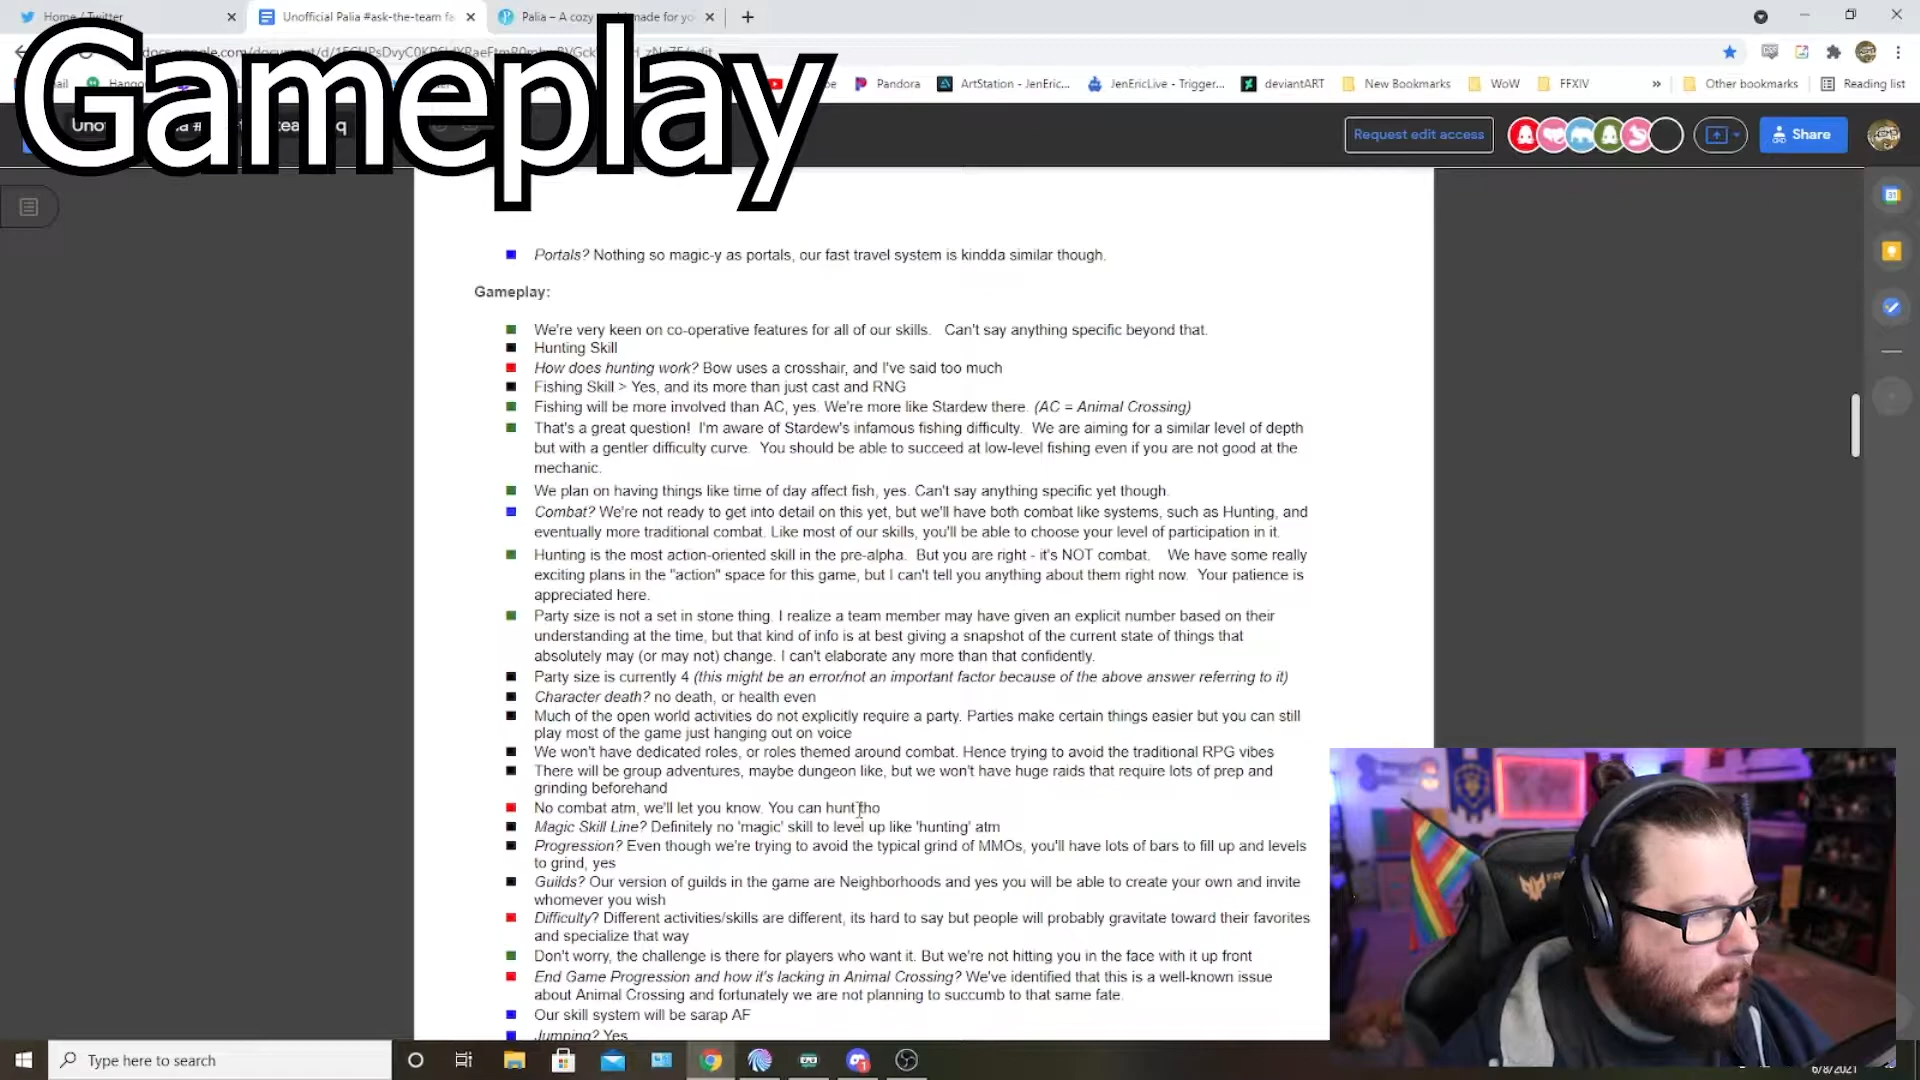 Home / Twitter
Unofficial Palia #ask-the-team fa
Palia – A cozy made for yo
Gameplay
Pandora
ArtStation - JenEric...
JenEricLive - Trigger...
deviantART
New Bookmarks
WoW
FFXIV
»
Other bookmarks
Reading list
Request edit access
Share
Portals? Nothing so magic-y as portals, our fast travel system is kindda similar though.
Gameplay:
We're very keen on co-operative features for all of our skills. Can't say anything specific beyond that.
Hunting Skill
How does hunting work? Bow uses a crosshair, and I've said too much
Fishing Skill > Yes, and its more than just cast and RNG
Fishing will be more involved than AC, yes. We're more like Stardew there. (AC = Animal Crossing)
That's a great question! I'm aware of Stardew's infamous fishing difficulty. We are aiming for a similar level of depth
but with a gentler difficulty curve. You should be able to succeed at low-level fishing even if you are not good at the
mechanic.
We plan on having things like time of day affect fish, yes. Can't say anything specific yet though.
Combat? We're not ready to get into detail on this yet, but we'll have both combat like systems, such as Hunting, and
eventually more traditional combat. Like most of our skills, you'll be able to choose your level of participation in it.
Hunting is the most action-oriented skill in the pre-alpha. But you are right - it's NOT combat. We have some really
exciting plans in the "action" space for this game, but I can't tell you anything about them right now. Your patience is
appreciated here.
Party size is not a set in stone thing. I realize a team member may have given an explicit number based on their
understanding at the time, but that kind of info is at best giving a snapshot of the current state of things that
absolutely may (or may not) change. I can't elaborate any more than that confidently.
Party size is currently 4 (this might be an error/not an important factor because of the above answer referring to it)
Character death? no death, or health even
Much of the open world activities do not explicitly require a party. Parties make certain things easier but you can still
play most of the game just hanging out on voice
We won't have dedicated roles, or roles themed around combat. Hence trying to avoid the traditional RPG vibes
There will be group adventures, maybe dungeon like, but we won't have huge raids that require lots of prep and
grinding beforehand
No combat atm, we'll let you know. You can hunt tho
Magic Skill Line? Definitely no 'magic' skill to level up like 'hunting' atm
Progression? Even though we're trying to avoid the typical grind of MMOs, you'll have lots of bars to fill up and levels
to grind, yes
Guilds? Our version of guilds in the game are Neighborhoods and yes you will be able to create your own and invite
whomever you wish
Difficulty? Different activities/skills are different, its hard to say but people will probably gravitate toward their favorites
and specialize that way
Don't worry, the challenge is there for players who want it. But we're not hitting you in the face with it up front
End Game Progression and how it's lacking in Animal Crossing? We've identified that this is a well-known issue
about Animal Crossing and fortunately we are not planning to succumb to that same fate.
Our skill system will be sarap AF
Jumping? Yes
Type here to search
6/8/2021